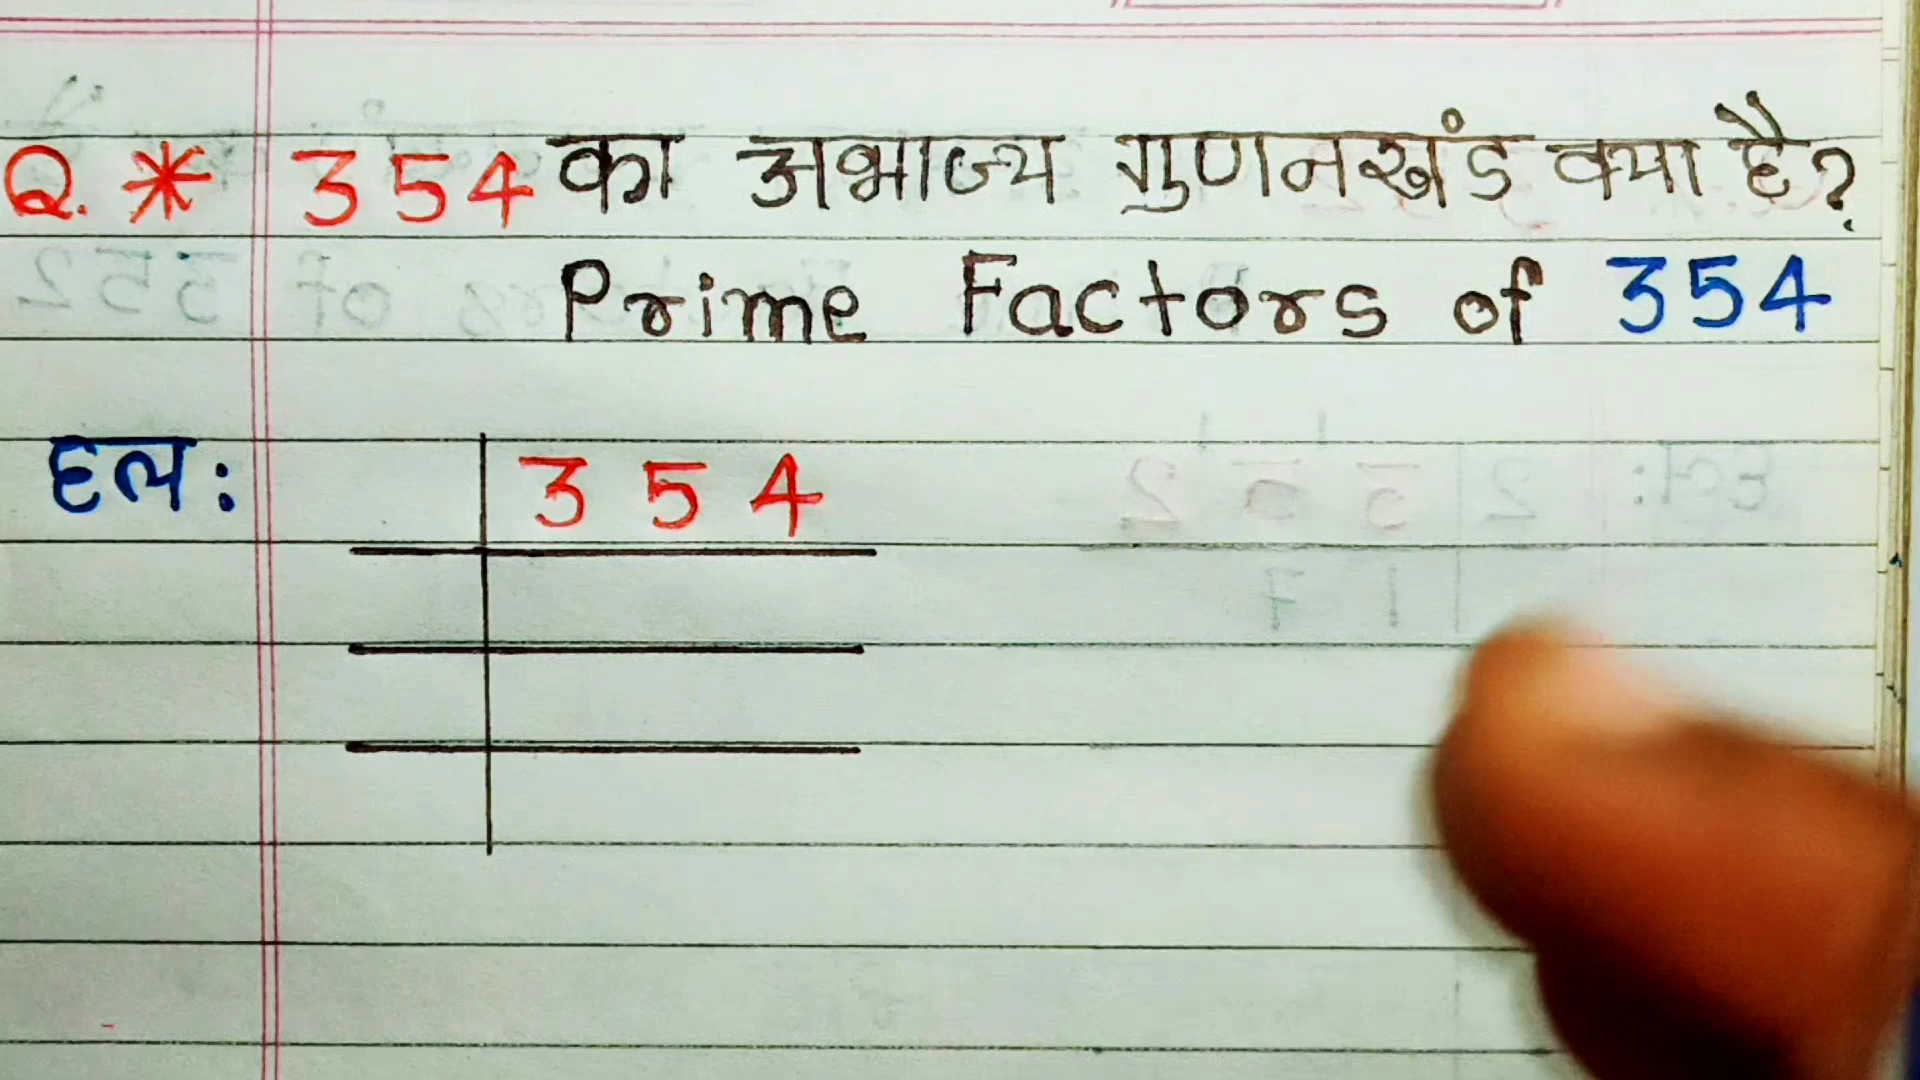 Q. * 354 का अभाज्य गुणनखंड क्या है?
Prime Factors of 354
हल:
354